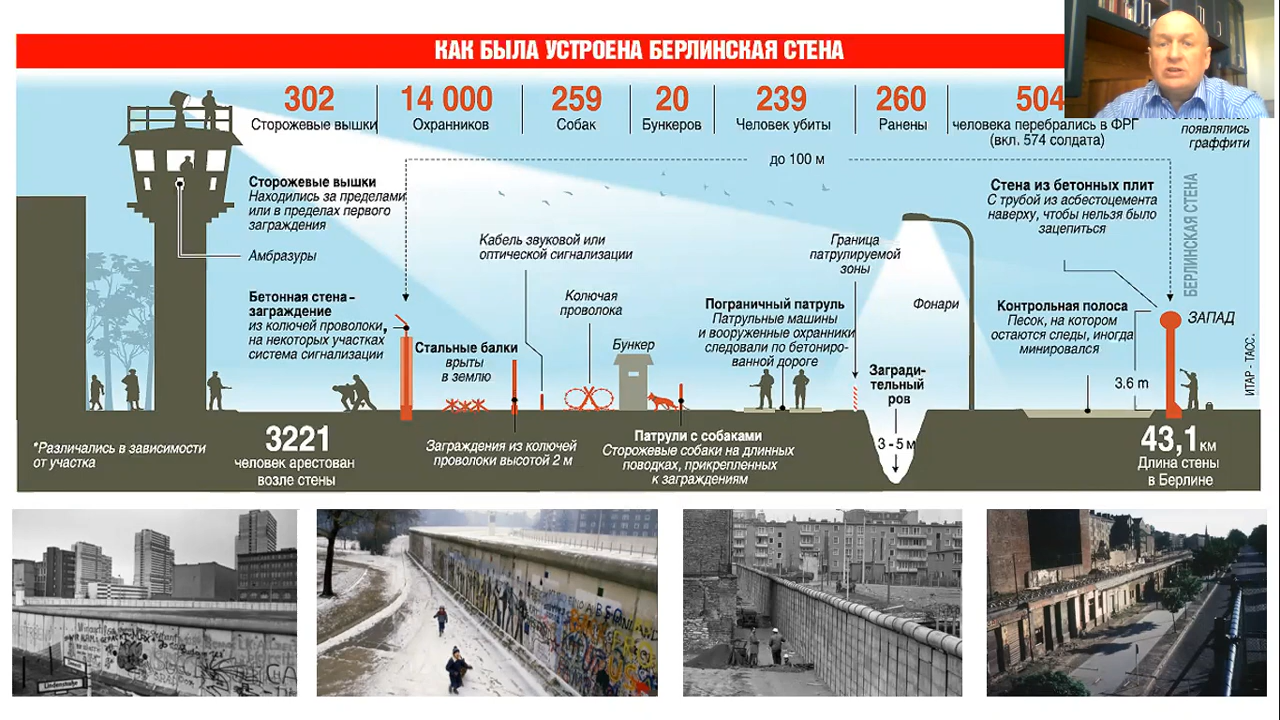 КАК БЫЛА УСТРОЕНА БЕРЛИНСКАЯ СТЕНА
302
Сторожевые вышки
14 000
Охранников
259
Собак
20
Бункеров
239
Человек убиты
260
Ранены
504
человека перебрались в ФРГ
(вкл. 574 солдата)
появлялись
граффити
до 100 м
Сторожевые вышки
Находились за пределами
или в пределах первого
заграждения
Амбразуры
Бетонная стена –
заграждение
из колючей проволоки,
на некоторых участках
система сигнализации
Стальные балки
врыты
в землю
Кабель звуковой или
оптической сигнализации
Колючая
проволока
Бункер
Пограничный патруль
Патрульные машины
и вооруженные охранники
следовали по бетониро-
ванной дороге
Граница
патрулируемой
зоны
Фонари
Загради-
тельный
ров
3 - 5 м
Стена из бетонных плит
С трубой из асбестоцемента
наверху, чтобы нельзя было
зацепиться
Контрольная полоса
Песок, на котором
остаются следы, иногда
минировался
БЕРЛИНСКАЯ СТЕНА
ЗАПАД
3.6 m
ИТАР - ТАСС.
*Различались в зависимости
от участка
3221
человек арестован
возле стены
Заграждения из колючей
проволоки высотой 2 м
Патрули с собаками
Сторожевые собаки на длинных
поводках, прикрепленных
к заграждениям
43,1 км
Длина стены
в Берлине
Lindenstraße